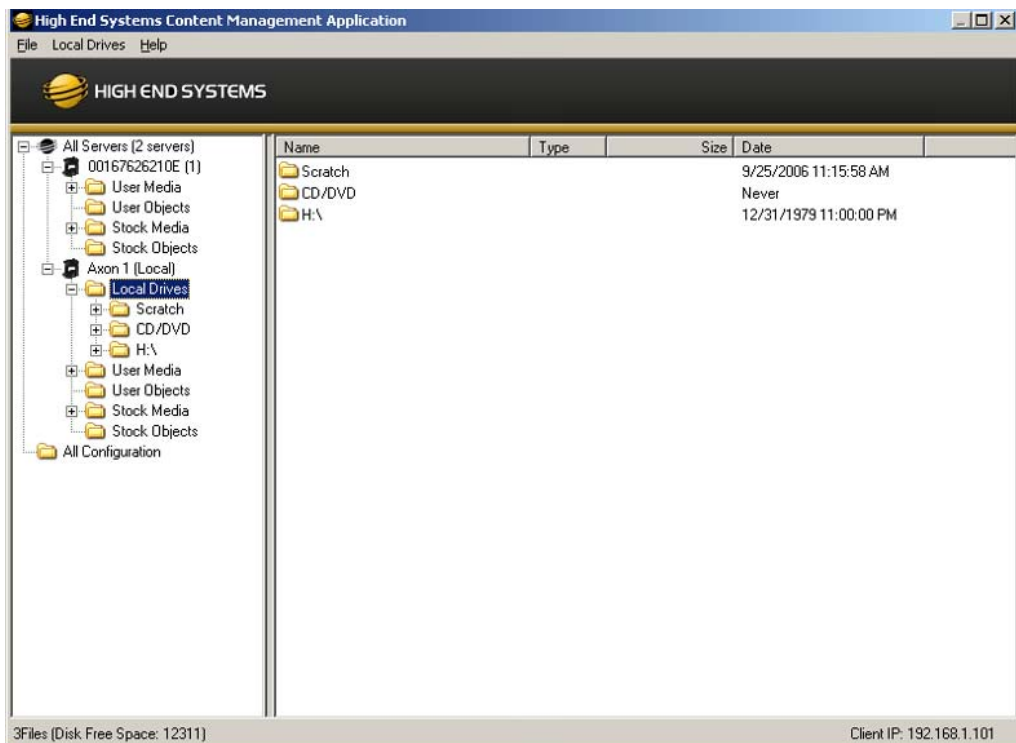 High End Systems Content Management Application
File Local Drives Help
HIGH END SYSTEMS
All Servers (2 servers)
00167626210E (1)
User Media
User Objects
Stock Media
Stock Objects
Axon 1 (Local)
Local Drives
Scratch
CD/DVD
H:\
User Media
User Objects
Stock Media
Stock Objects
All Configuration
Name Type Size Date
Scratch 9/25/2006 11:15:58 AM
CD/DVD Never
H:\ 12/31/1979 11:00:00 PM
3Files (Disk Free Space: 12311) Client IP: 192.168.1.101